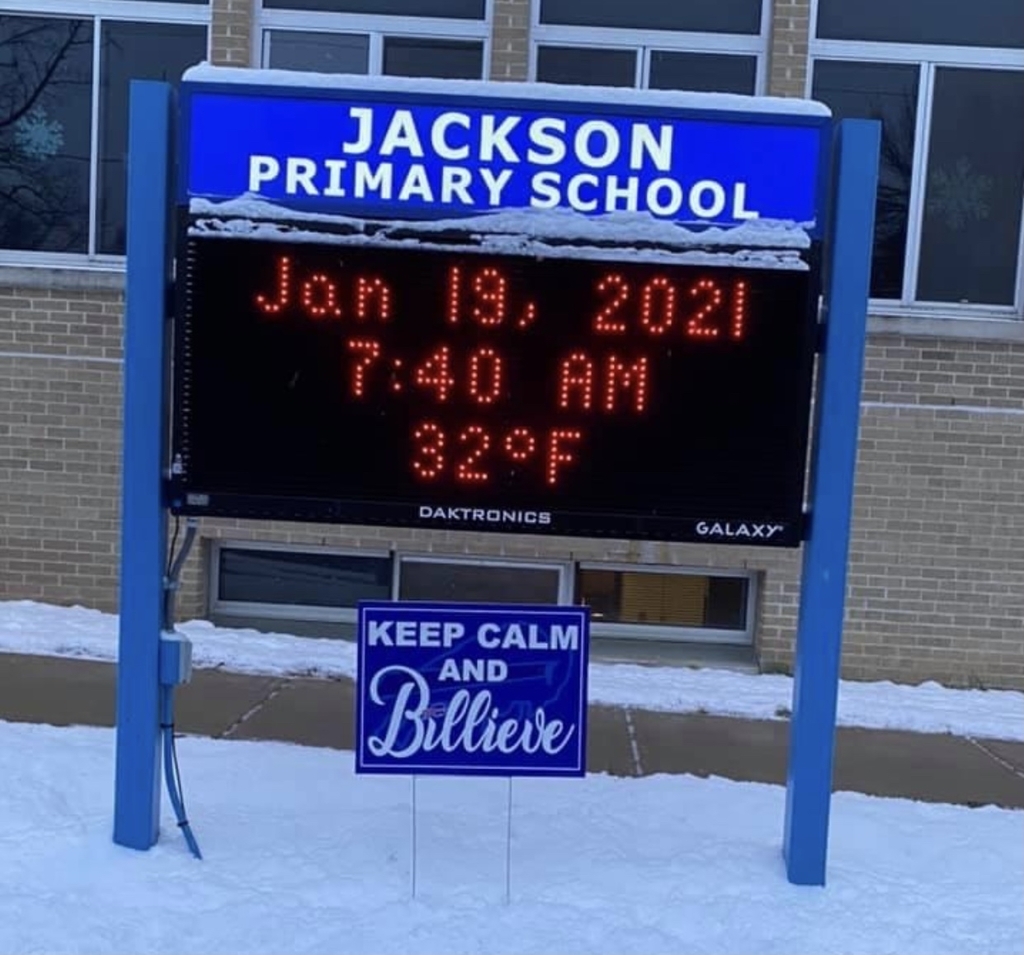 JACKSON
PRIMARY SCHOOL
Jan 19, 2021
7:40 AM
32°F
DAKTRONICS
GALAXY®
KEEP CALM
AND
Billieve